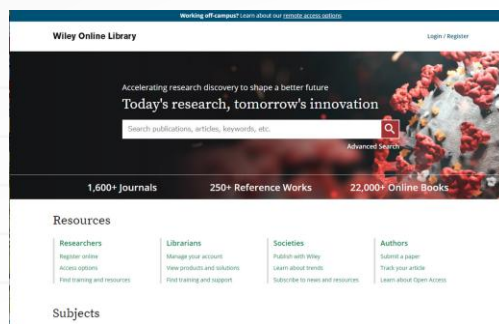 Working off-campus? Learn about our remote access options
Wiley Online Library
Login / Register
Accelerating research discovery to shape a better future
Today's research, tomorrow's innovation
Search publications, articles, keywords, etc.
Advanced Search
1,600+ Journals 250+ Reference Works 22,000+ Online Books
Resources
Researchers
Register online
Access options
Find training and resources
Librarians
Manage your account
View products and solutions
Find training and support
Societies
Publish with Wiley
Learn about trends
Subscribe to news and resources
Authors
Submit a paper
Track your article
Learn about Open Access
Subjects